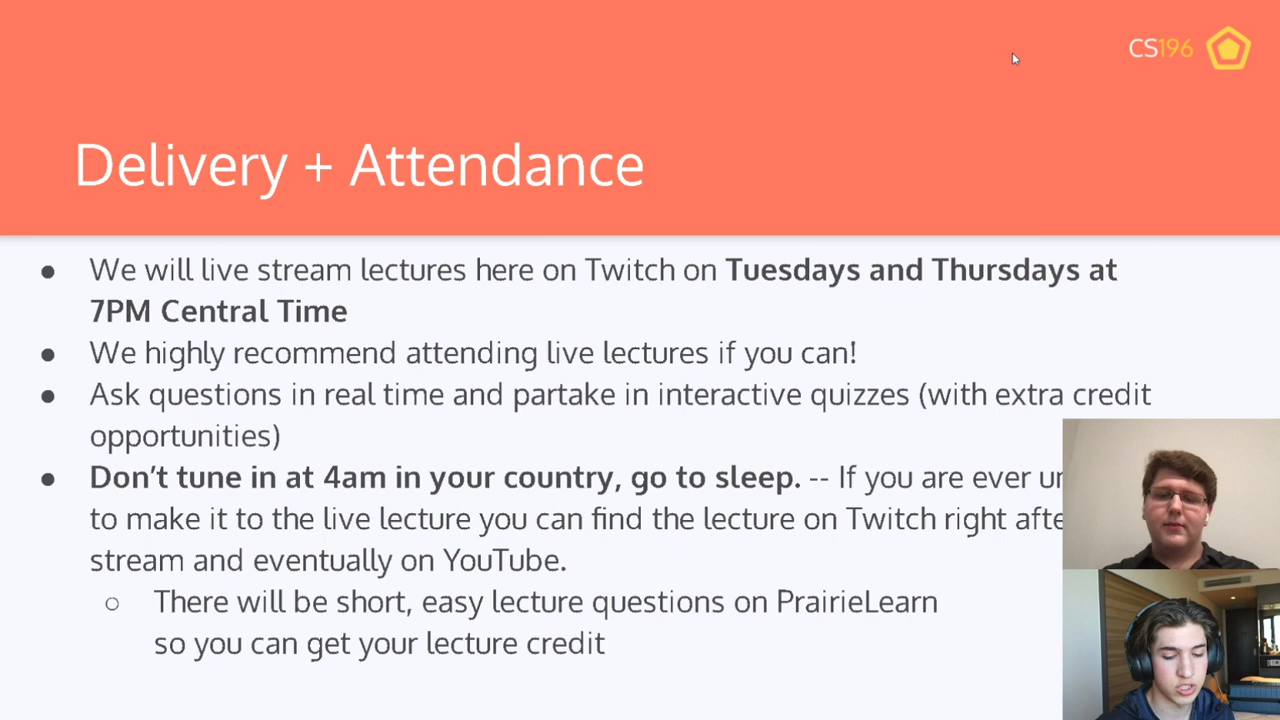 CS196
Delivery + Attendance
● We will live stream lectures here on Twitch on Tuesdays and Thursdays at
7PM Central Time
● We highly recommend attending live lectures if you can!
● Ask questions in real time and partake in interactive quizzes (with extra credit
opportunities)
● Don’t tune in at 4am in your country, go to sleep. -- If you are ever
to make it to the live lecture you can find the lecture on Twitch right
stream and eventually on YouTube.
○ There will be short, easy lecture questions on PrairieLearn
so you can get your lecture credit